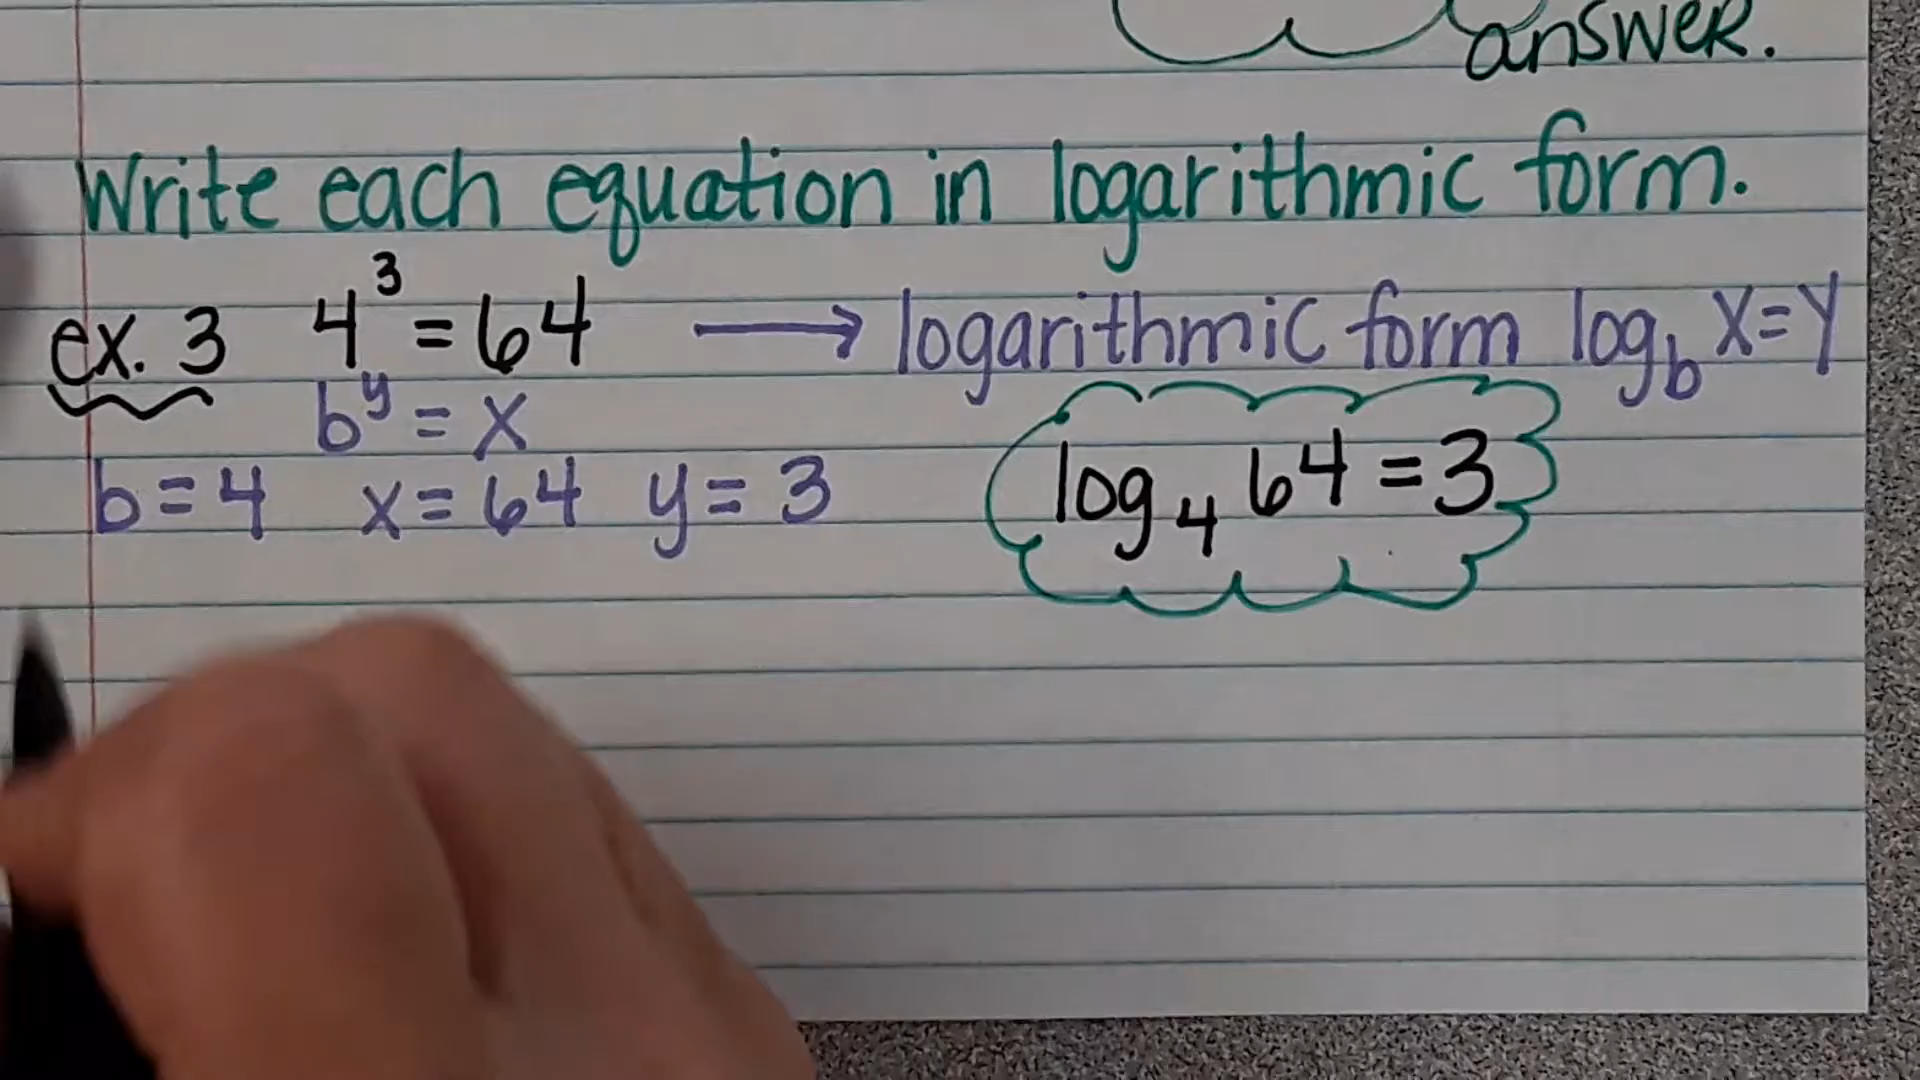 answer.
Write each equation in logarithmic form.
ex. 3 4³ = 64 → logarithmic form log_b X = Y
b^y = x
b = 4 x = 64 y = 3
log₄ 64 = 3